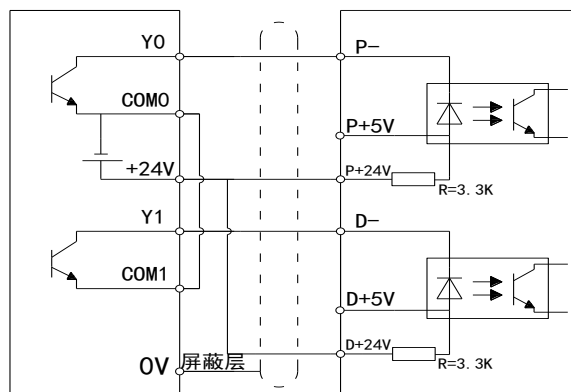 Y0
P-
COM0
P+5V
+24V
P+24V
R=3.3K
Y1
D-
COM1
D+5V
D+24V
R=3.3K
0V
屏蔽层